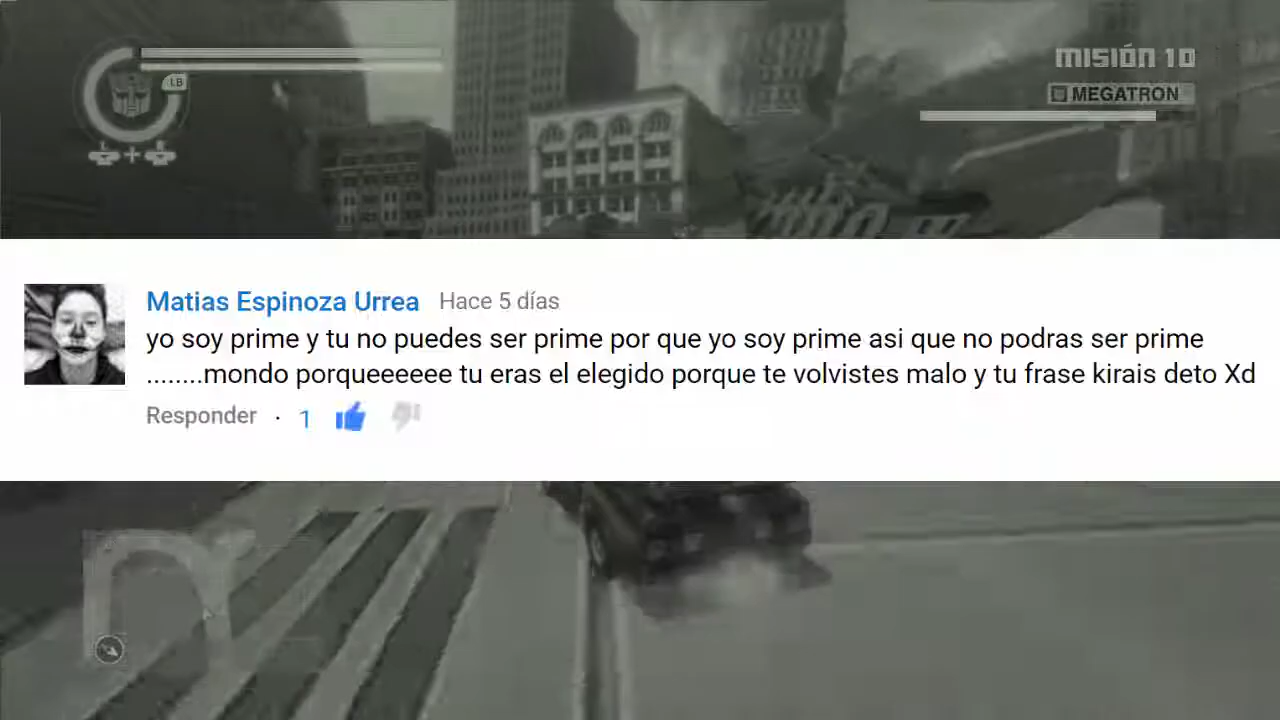 LB
MISIÓN 10
MEGATRON
L + R
Matias Espinoza Urrea Hace 5 días
yo soy prime y tu no puedes ser prime por que yo soy prime asi que no podras ser prime
........mondo porqueeeeee tu eras el elegido porque te volvistes malo y tu frase kirais deto Xd
Responder · 1